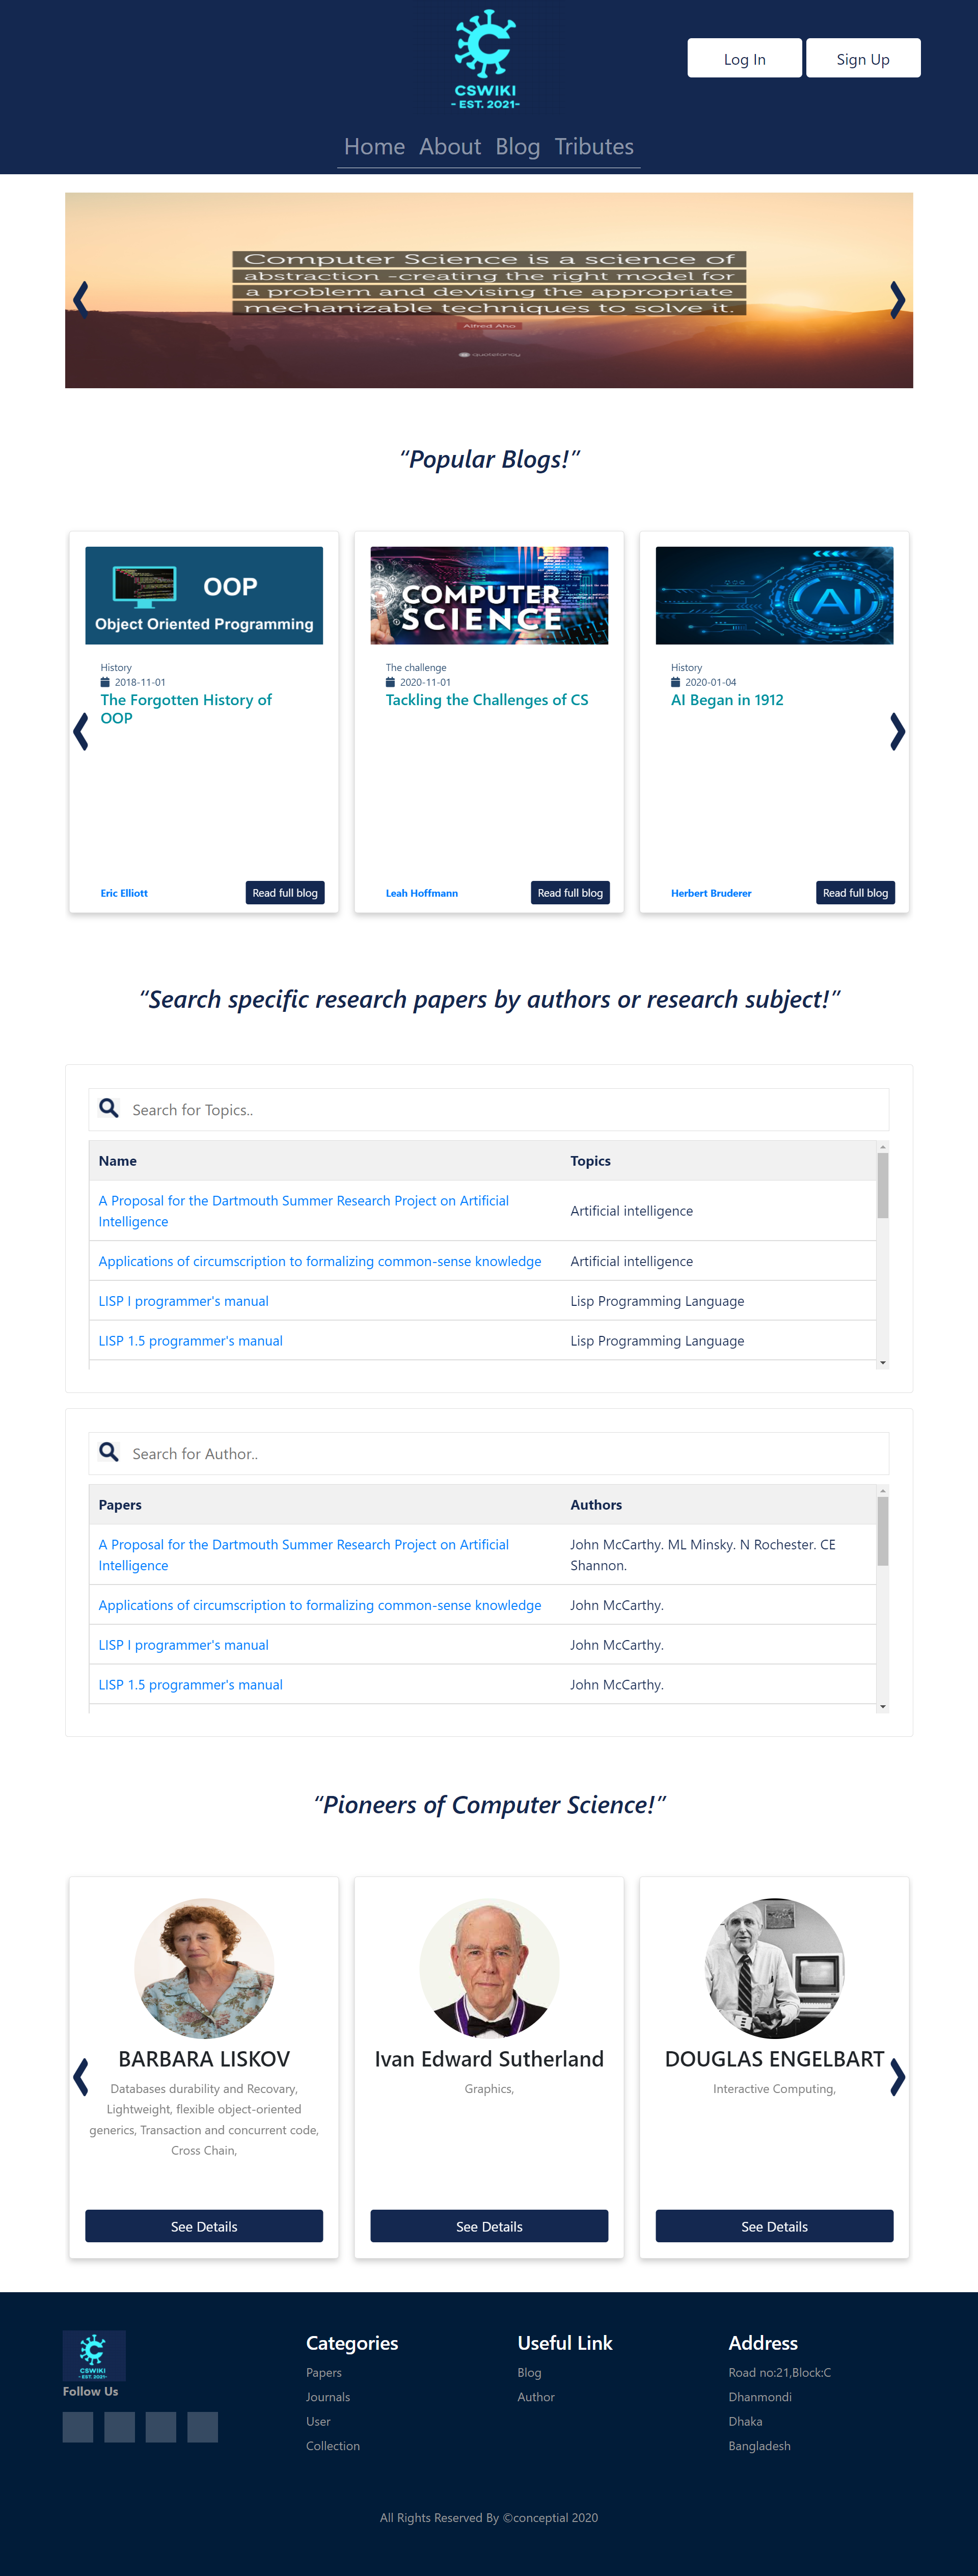 CSWIKI
- EST. 2021-
Log In
Sign Up
Home About Blog Tributes
Computer Science is a science of
abstraction -creating the right model for
a problem and devising the appropriate
mechanizable techniques to solve it.
Alfred Aho
quotefancy
“Popular Blogs!”
OOP
Object Oriented Programming
History
2018-11-01
The Forgotten History of
OOP
Eric Elliott
Read full blog
COMPUTER
SCIENCE
The challenge
2020-11-01
Tackling the Challenges of CS
Leah Hoffmann
Read full blog
AI
History
2020-01-04
AI Began in 1912
Herbert Bruderer
Read full blog
“Search specific research papers by authors or research subject!”
Search for Topics..
Name Topics
A Proposal for the Dartmouth Summer Research Project on Artificial
Intelligence
Artificial intelligence
Applications of circumscription to formalizing common-sense knowledge Artificial intelligence
LISP I programmer's manual Lisp Programming Language
LISP 1.5 programmer's manual Lisp Programming Language
Search for Author..
Papers Authors
A Proposal for the Dartmouth Summer Research Project on Artificial
Intelligence
John McCarthy. ML Minsky. N Rochester. CE
Shannon.
Applications of circumscription to formalizing common-sense knowledge John McCarthy.
LISP I programmer's manual John McCarthy.
LISP 1.5 programmer's manual John McCarthy.
“Pioneers of Computer Science!”
BARBARA LISKOV
Databases durability and Recovary,
Lightweight, flexible object-oriented
generics, Transaction and concurrent code,
Cross Chain,
See Details
Ivan Edward Sutherland
Graphics,
See Details
DOUGLAS ENGELBART
Interactive Computing,
See Details
CSWIKI
- EST. 2021-
Follow Us
Categories
Papers
Journals
User
Collection
Useful Link
Blog
Author
Address
Road no:21,Block:C
Dhanmondi
Dhaka
Bangladesh
All Rights Reserved By ©conceptial 2020